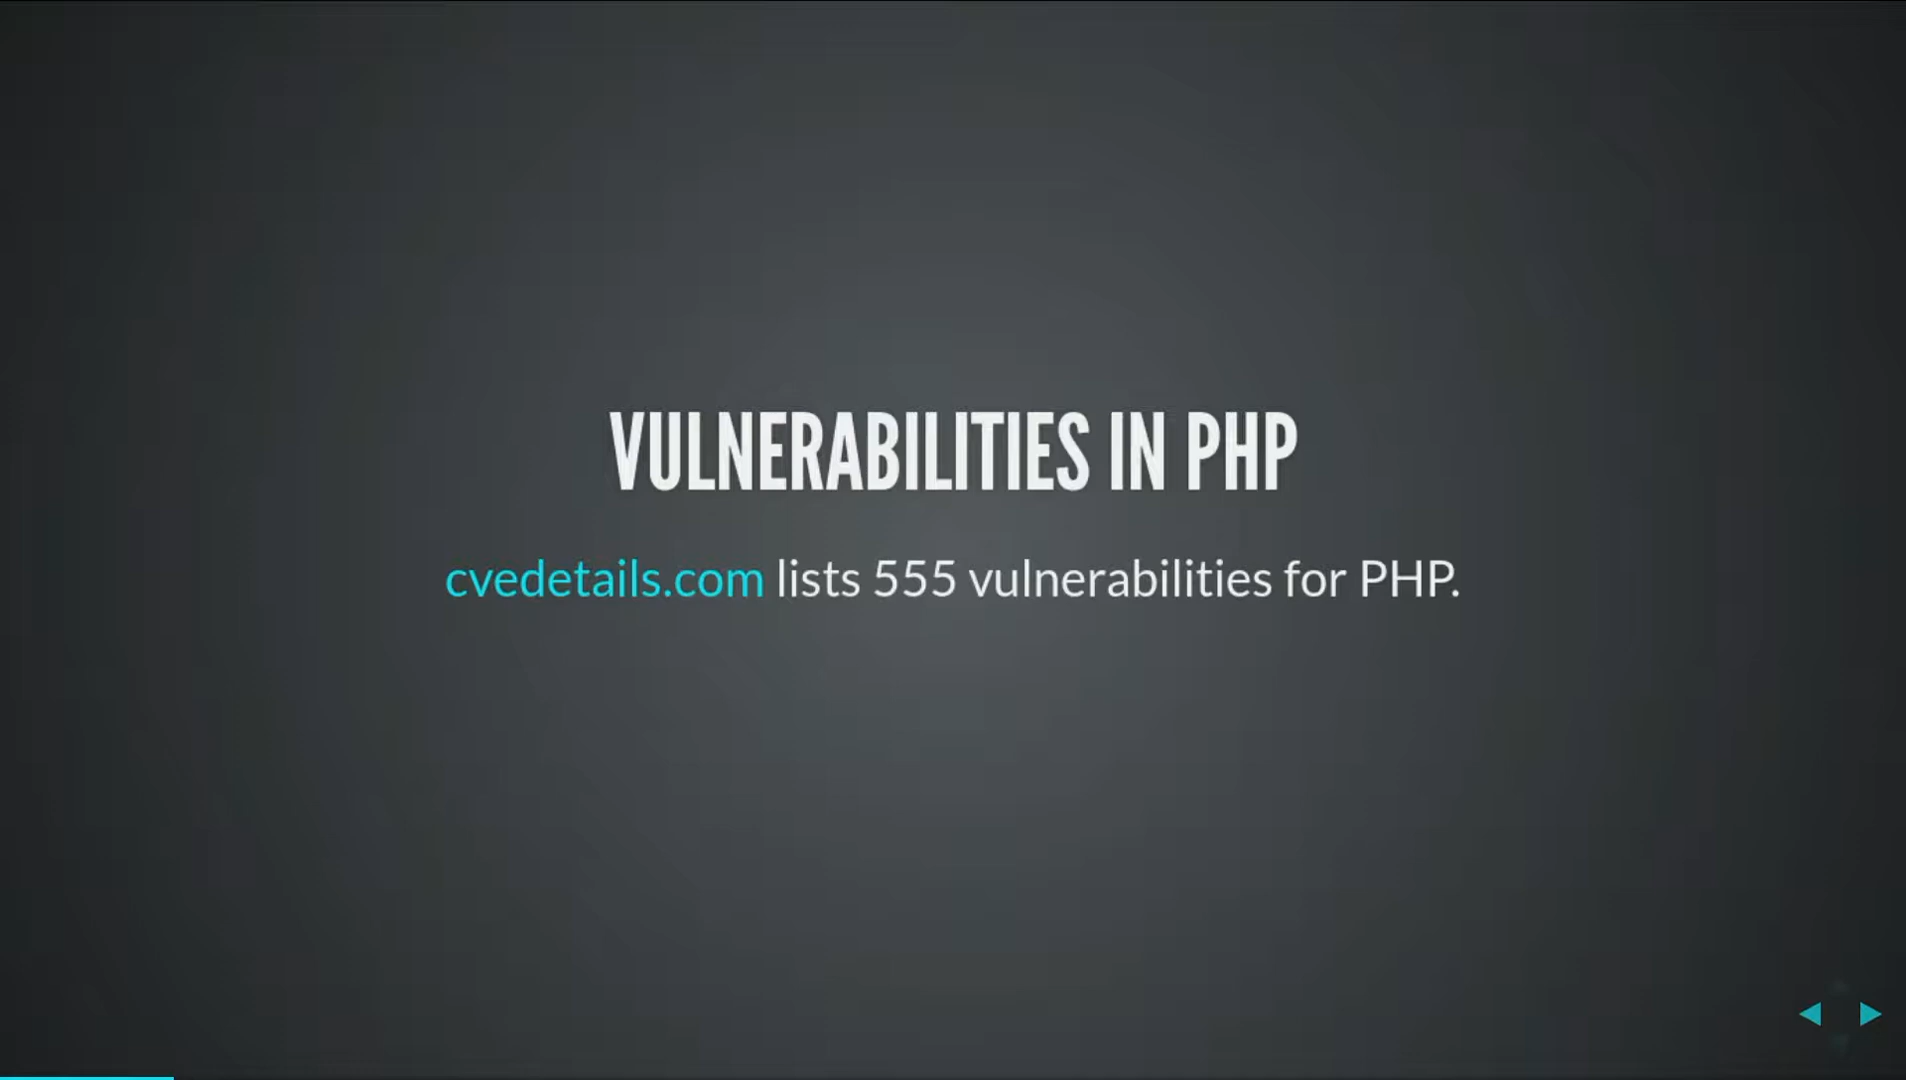 VULNERABILITIES IN PHP
cvedetails.com lists 555 vulnerabilities for PHP.